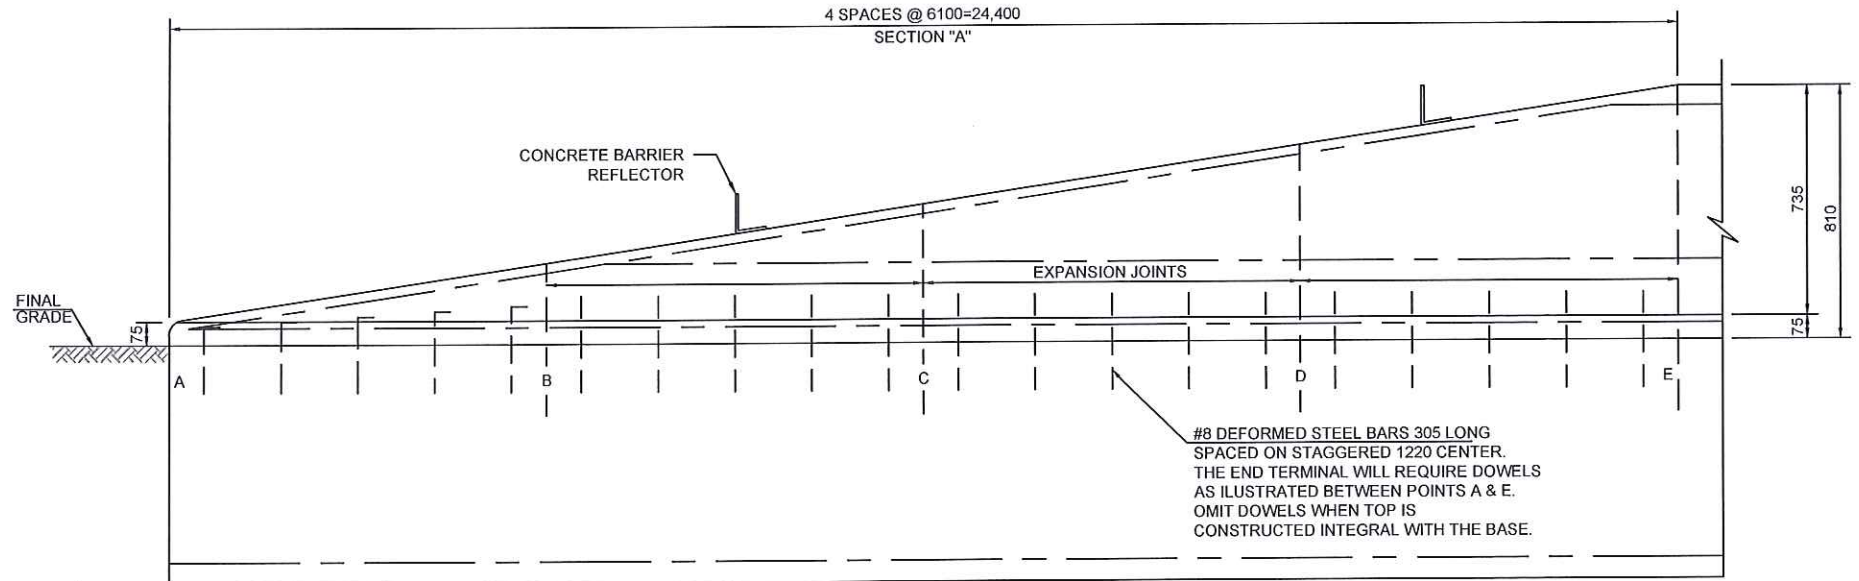 4 SPACES @ 6100=24,400
SECTION "A"
CONCRETE BARRIER
REFLECTOR
735
810
EXPANSION JOINTS
FINAL
GRADE
75
75
A
B
C
D
E
#8 DEFORMED STEEL BARS 305 LONG
SPACED ON STAGGERED 1220 CENTER.
THE END TERMINAL WILL REQUIRE DOWELS
AS ILUSTRATED BETWEEN POINTS A & E.
OMIT DOWELS WHEN TOP IS
CONSTRUCTED INTEGRAL WITH THE BASE.